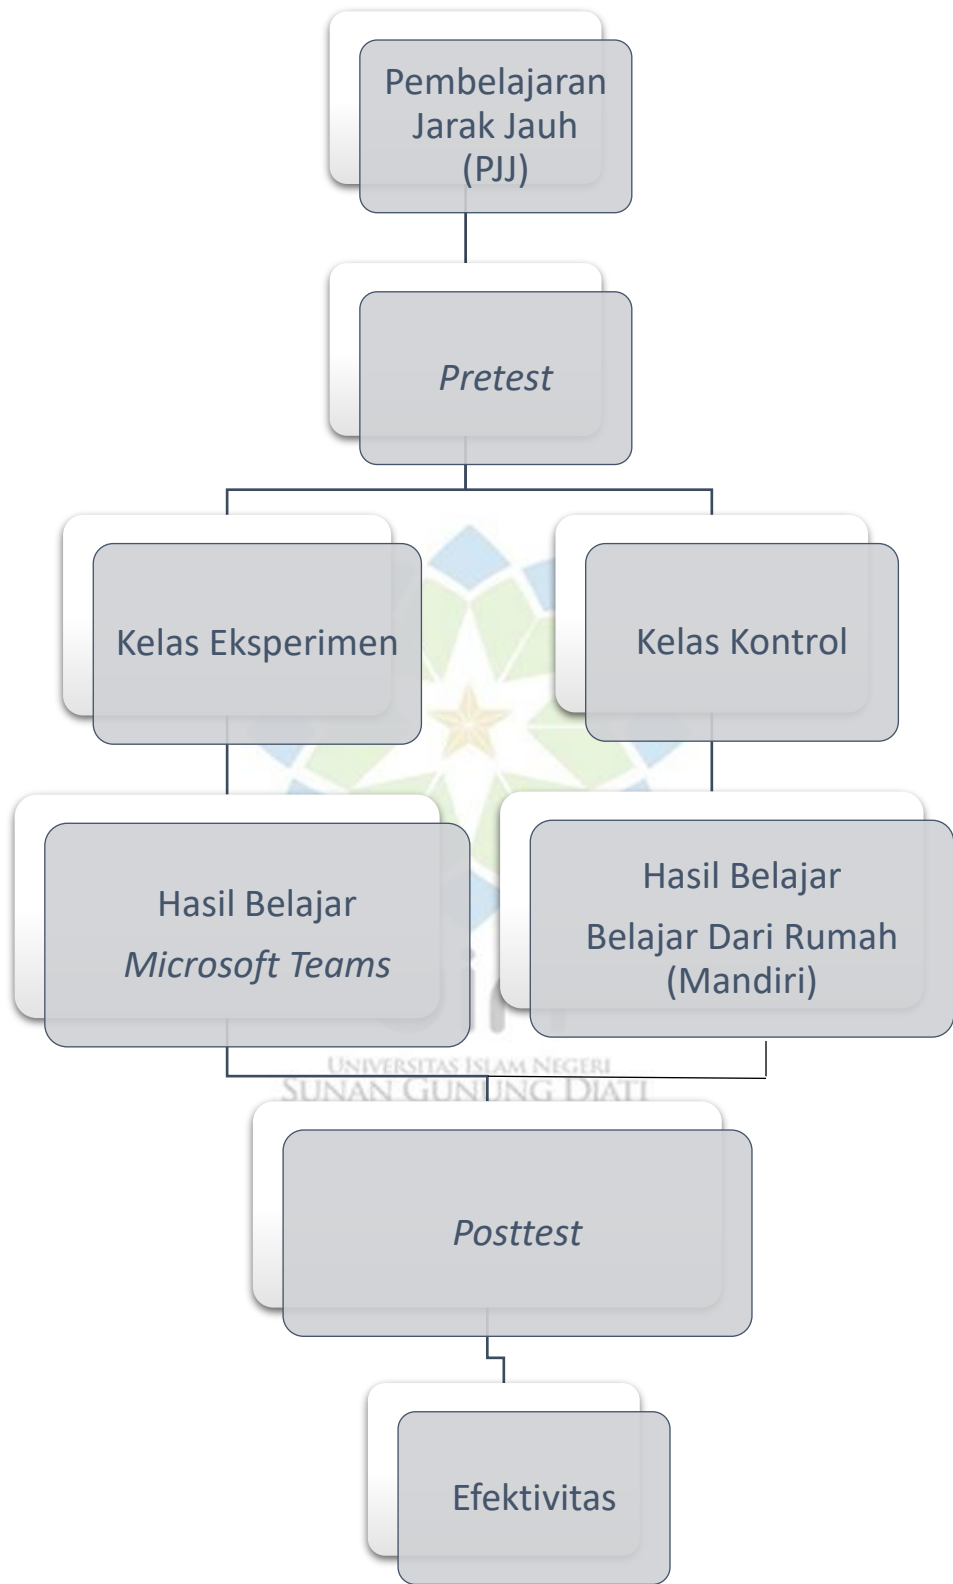 Pembelajaran
Jarak Jauh
(PJJ)
Pretest
Kelas Eksperimen
Kelas Kontrol
Hasil Belajar
Microsoft Teams
Hasil Belajar
Belajar Dari Rumah
(Mandiri)
UNIVERSITAS ISLAM NEGERI
SUNAN GUNUNG DJATI
Posttest
Efektivitas